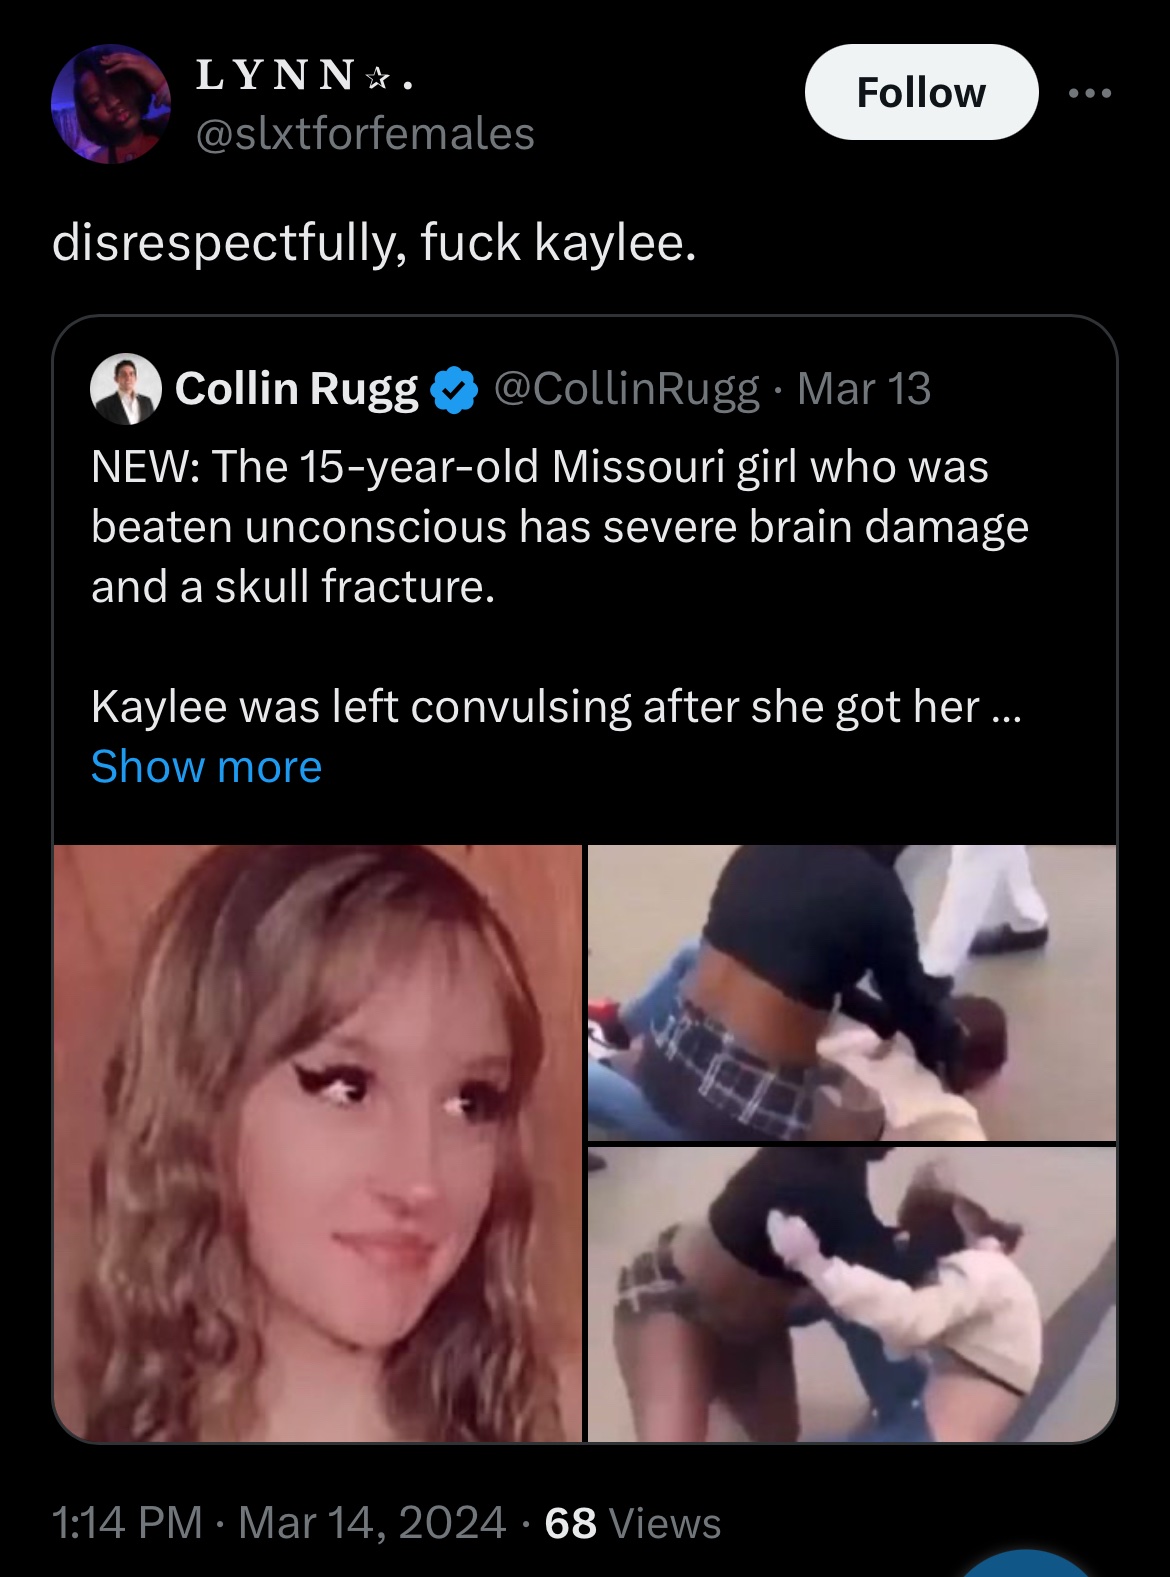 LYNN☆.
Follow
@slxtforfemales
disrespectfully, fuck kaylee.
Collin Rugg @CollinRugg · Mar 13
NEW: The 15-year-old Missouri girl who was
beaten unconscious has severe brain damage
and a skull fracture.
Kaylee was left convulsing after she got her ...
Show more
1:14 PM · Mar 14, 2024 · 68 Views